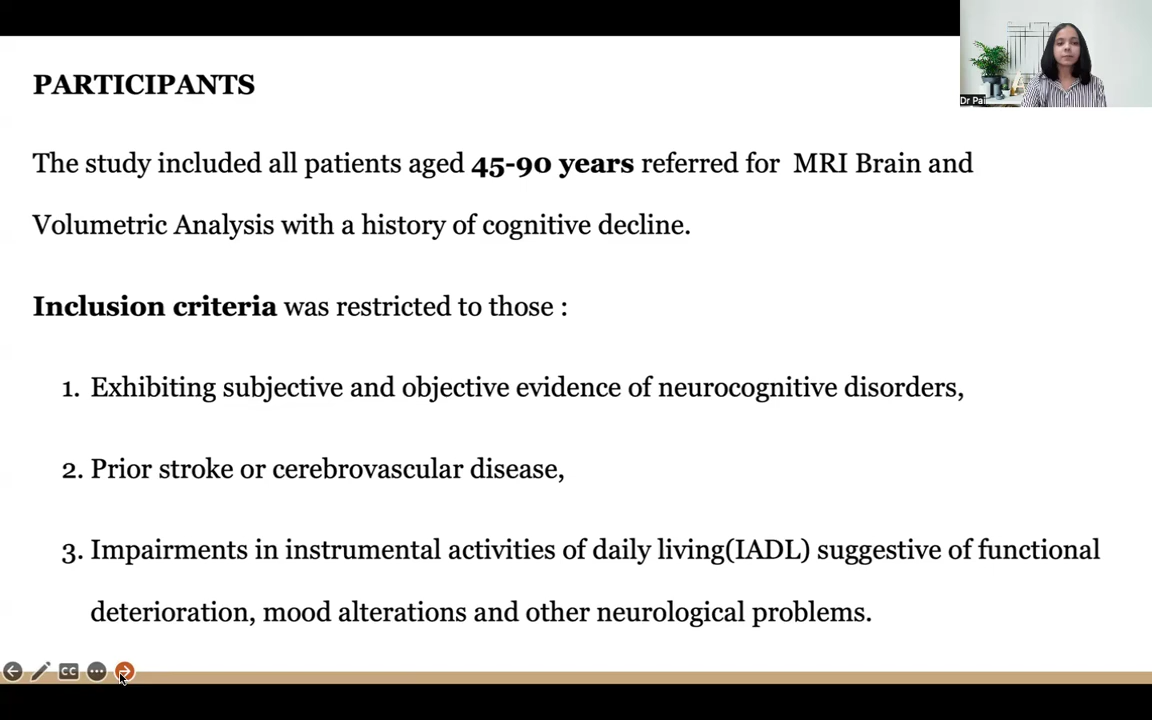 PARTICIPANTS
Dr Pai
The study included all patients aged 45-90 years referred for MRI Brain and
Volumetric Analysis with a history of cognitive decline.
Inclusion criteria was restricted to those :
1. Exhibiting subjective and objective evidence of neurocognitive disorders,
2. Prior stroke or cerebrovascular disease,
3. Impairments in instrumental activities of daily living(IADL) suggestive of functional
deterioration, mood alterations and other neurological problems.
CC